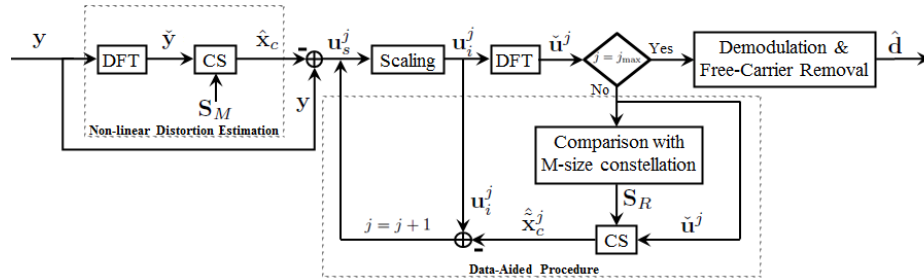 y
DFT
y̌
CS
x̂_c
S_M
Non-linear Distortion Estimation
-
y
u_s^j
Scaling
u_i^j
DFT
ǔ^j
j = j_max
Yes
No
Demodulation &
Free-Carrier Removal
d̂
Comparison with
M-size constellation
S_R
u_i^j
j = j + 1
-
x̃̂_c^j
CS
ǔ^j
Data-Aided Procedure